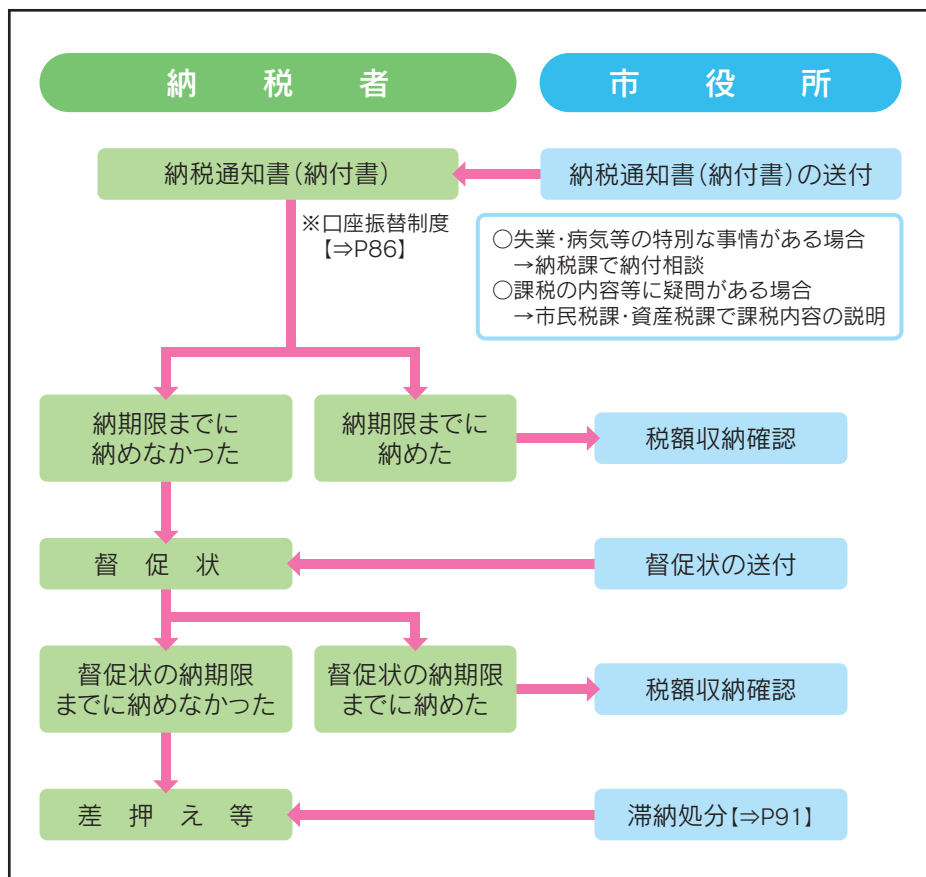 納税者
市役所
納税通知書(納付書)
納税通知書(納付書)の送付
※口座振替制度
【⇒P86】
○失業・病気等の特別な事情がある場合
→納税課で納付相談
○課税の内容等に疑問がある場合
→市民税課・資産税課で課税内容の説明
納期限までに
納めなかった
納期限までに
納めた
税額収納確認
督促状
督促状の送付
督促状の納期限
までに納めなかった
督促状の納期限
までに納めた
税額収納確認
差押え等
滞納処分【⇒P91】